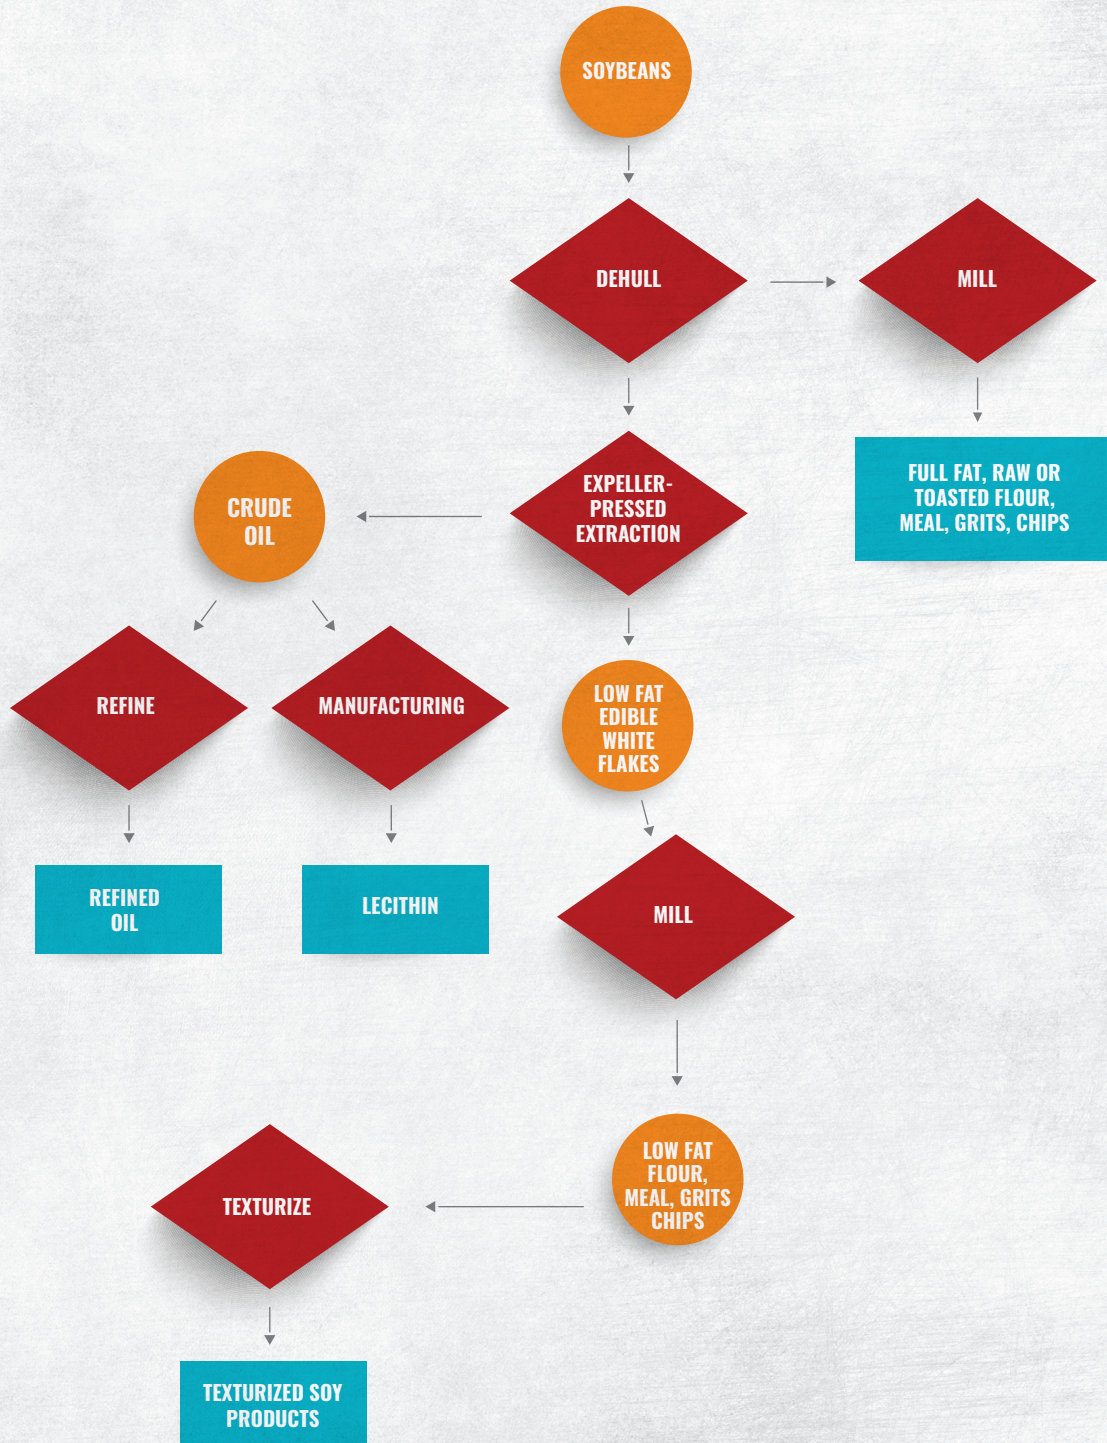 SOYBEANS
DEHULL
MILL
EXPELLER-
PRESSED
EXTRACTION
FULL FAT, RAW OR
TOASTED FLOUR,
MEAL, GRITS, CHIPS
CRUDE
OIL
REFINE
MANUFACTURING
LOW FAT
EDIBLE
WHITE
FLAKES
REFINED
OIL
LECITHIN
MILL
LOW FAT
FLOUR,
MEAL, GRITS
CHIPS
TEXTURIZE
TEXTURIZED SOY
PRODUCTS